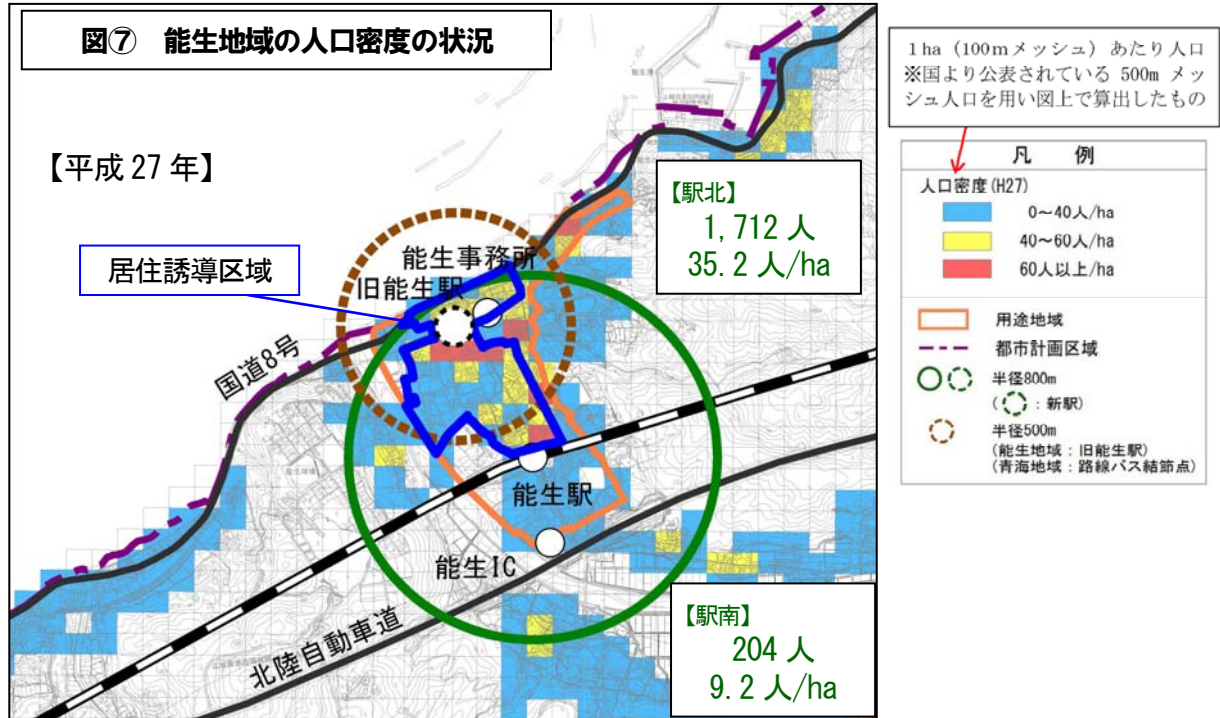 図⑦ 能生地域の人口密度の状況
【平成27年】
居住誘導区域
能生事務所
旧能生駅
国道8号
能生駅
能生IC
北陸自動車道
【駅北】
1,712 人
35.2 人/ha
【駅南】
204 人
9.2 人/ha
1ha (100mメッシュ) あたり人口
※国より公表されている 500m メッ
シュ人口を用い図上で算出したもの
凡 例
人口密度(H27)
0~40人/ha
40~60人/ha
60人以上/ha
用途地域
都市計画区域
半径800m
( :新駅)
半径500m
(能生地域:旧能生駅)
(青海地域:路線バス結節点)